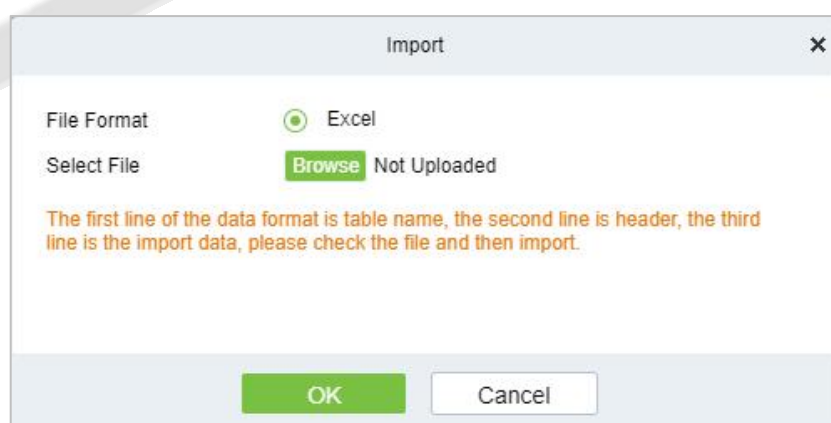 Import
File Format Excel
Select File Browse Not Uploaded
The first line of the data format is table name, the second line is header, the third
line is the import data, please check the file and then import.
OK Cancel